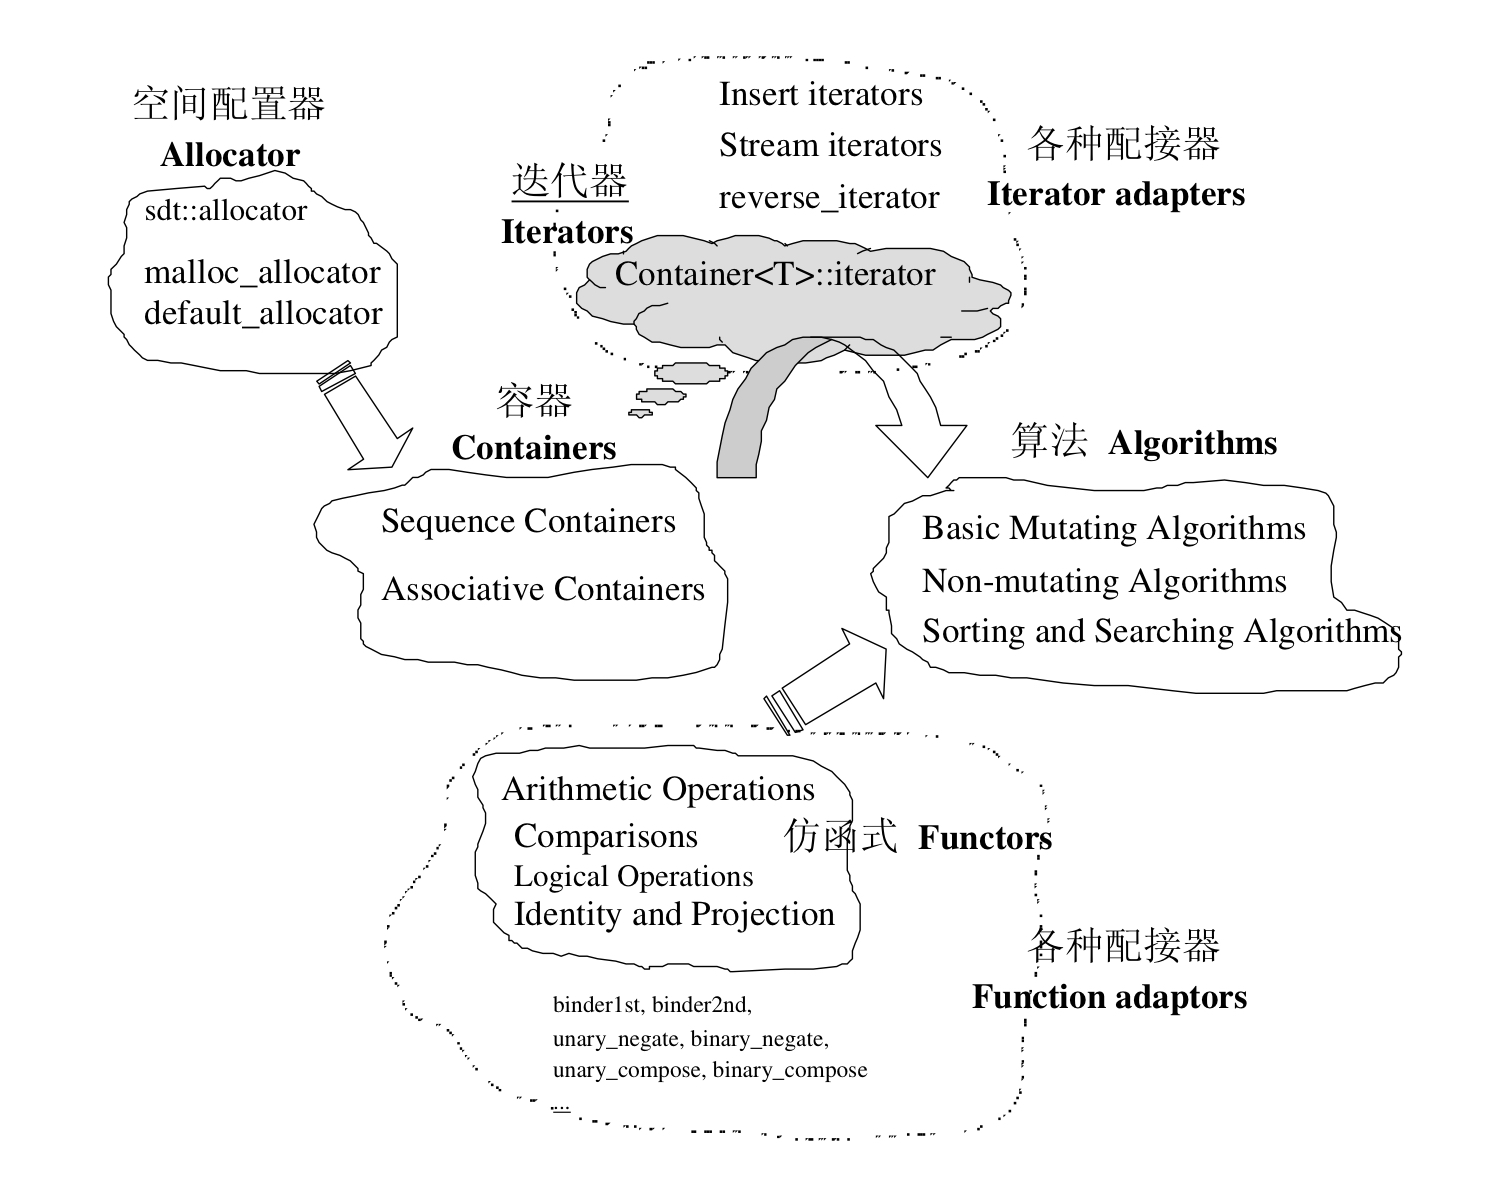 空间配置器
Allocator
sdt::allocator
malloc_allocator
default_allocator
Insert iterators
Stream iterators
reverse_iterator
各种配接器
Iterator adapters
迭代器
Iterators
Container<T>::iterator
容器
Containers
Sequence Containers
Associative Containers
算法 Algorithms
Basic Mutating Algorithms
Non-mutating Algorithms
Sorting and Searching Algorithms
Arithmetic Operations
Comparisons
Logical Operations
Identity and Projection
仿函式 Functors
各种配接器
Function adaptors
binder1st, binder2nd,
unary_negate, binary_negate,
unary_compose, binary_compose
...